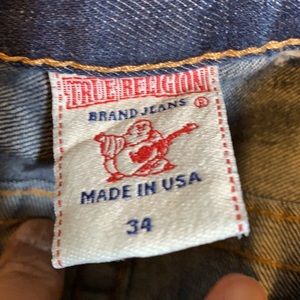 TRUE RELIGION
BRAND JEANS ®
MADE IN USA
34